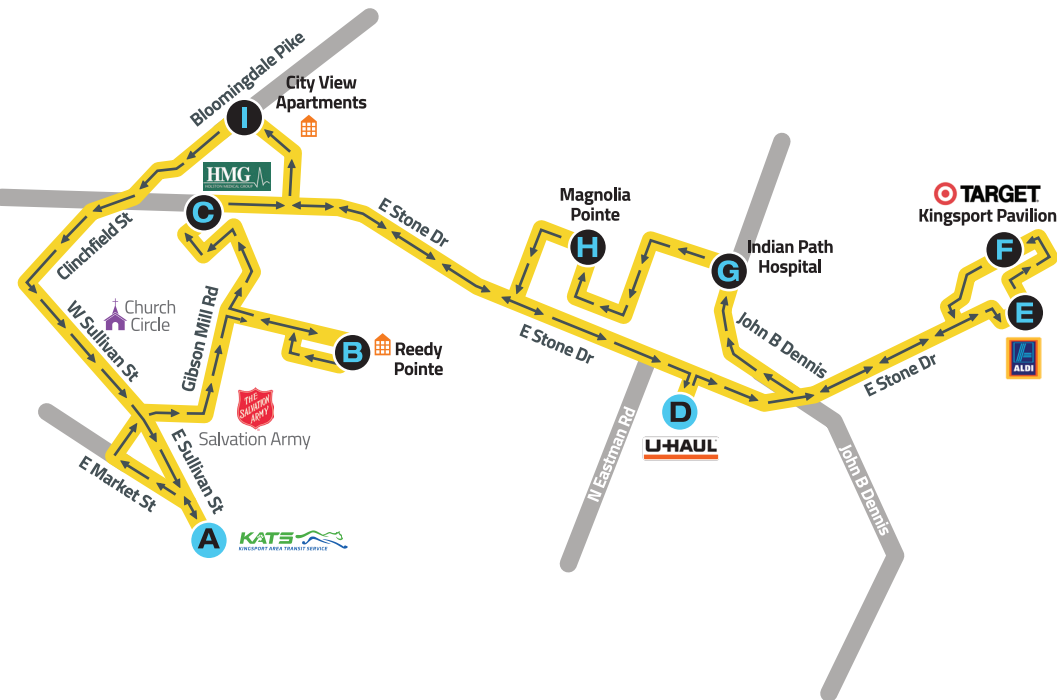 Bloomingdale Pike
City View
Apartments
I
HMG
HOLSTON MEDICAL GROUP
C
E Stone Dr
Magnolia
Pointe
H
TARGET
Kingsport Pavilion
F
Indian Path
Hospital
G
E
ALDI
Clinchfield St
Church
Circle
W Sullivan St
Gibson Mill Rd
B
Reedy
Pointe
E Stone Dr
John B Dennis
E Stone Dr
D
U-HAUL
N Eastman Rd
John B Dennis
THE
SALVATION
ARMY
Salvation Army
E Market St
E Sullivan St
A
KATS
KINGSPORT AREA TRANSIT SERVICE